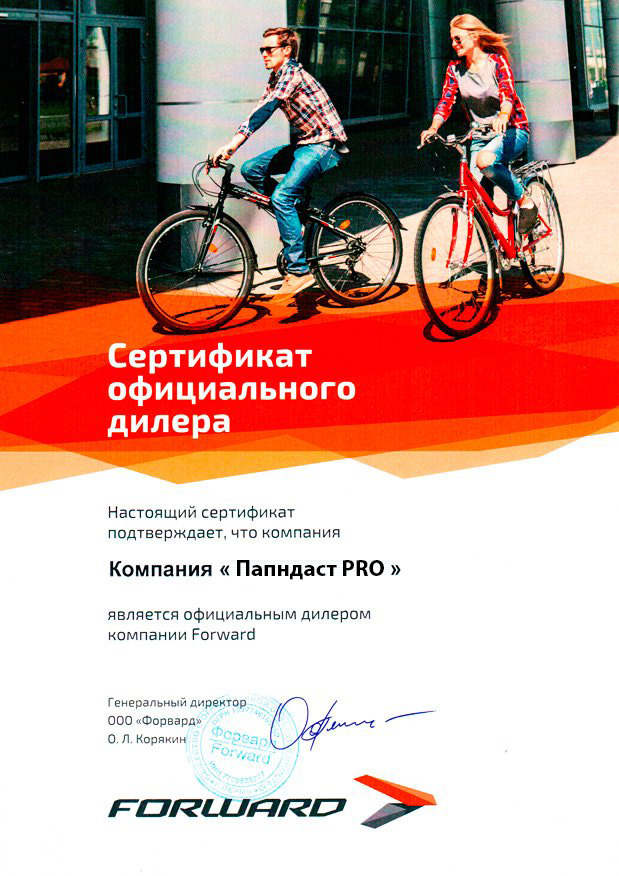 Сертификат
официального
дилера
Настоящий сертификат
подтверждает, что компания
Компания « Папндаст PRO »
является официальным дилером
компании Forward
Генеральный директор
ООО «Форвард»
О. Л. Корякин
Форвард
Forward
FORWARD